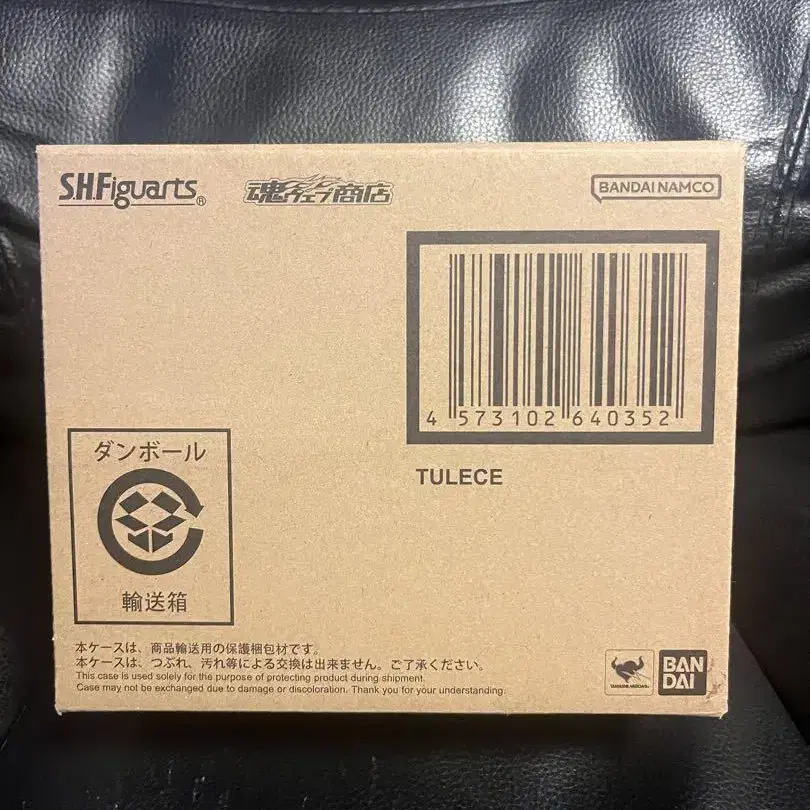 S.H.Figuarts®
魂ウェブ商店
BANDAI NAMCO
4 573102 640352
TULECE
ダンボール
輸送箱
本ケースは、商品輸送用の保護梱包材です。
本ケースは、つぶれ、汚れ等による交換は出来ません。ご了承ください。
This case is used solely for the purpose of protecting product during shipment.
Case may not be exchanged due to damage or discoloration. Thank you for your understanding.
TAMASHII NATIONS
BAN
DAI